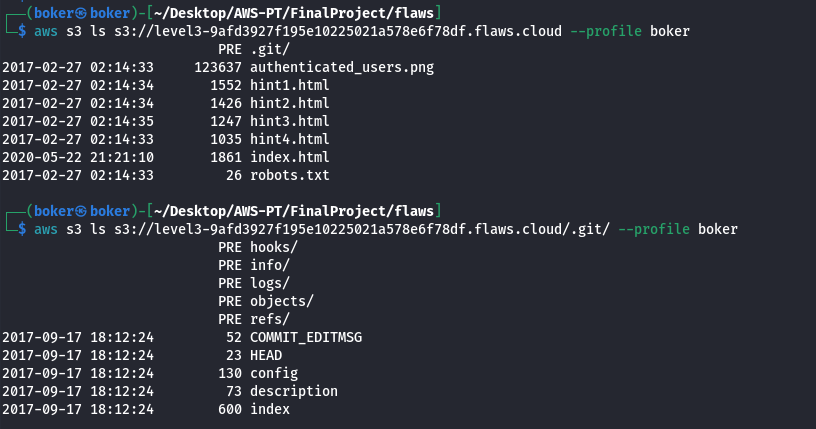 ┌──(boker㉿boker)-[~/Desktop/AWS-PT/FinalProject/flaws]
└─$ aws s3 ls s3://level3-9afd3927f195e10225021a578e6f78df.flaws.cloud --profile boker
                           PRE .git/
2017-02-27 02:14:33     123637 authenticated_users.png
2017-02-27 02:14:34       1552 hint1.html
2017-02-27 02:14:34       1426 hint2.html
2017-02-27 02:14:35       1247 hint3.html
2017-02-27 02:14:33       1035 hint4.html
2020-05-22 21:21:10       1861 index.html
2017-02-27 02:14:33         26 robots.txt
┌──(boker㉿boker)-[~/Desktop/AWS-PT/FinalProject/flaws]
└─$ aws s3 ls s3://level3-9afd3927f195e10225021a578e6f78df.flaws.cloud/.git/ --profile boker
                           PRE hooks/
                           PRE info/
                           PRE logs/
                           PRE objects/
                           PRE refs/
2017-09-17 18:12:24         52 COMMIT_EDITMSG
2017-09-17 18:12:24         23 HEAD
2017-09-17 18:12:24        130 config
2017-09-17 18:12:24         73 description
2017-09-17 18:12:24        600 index